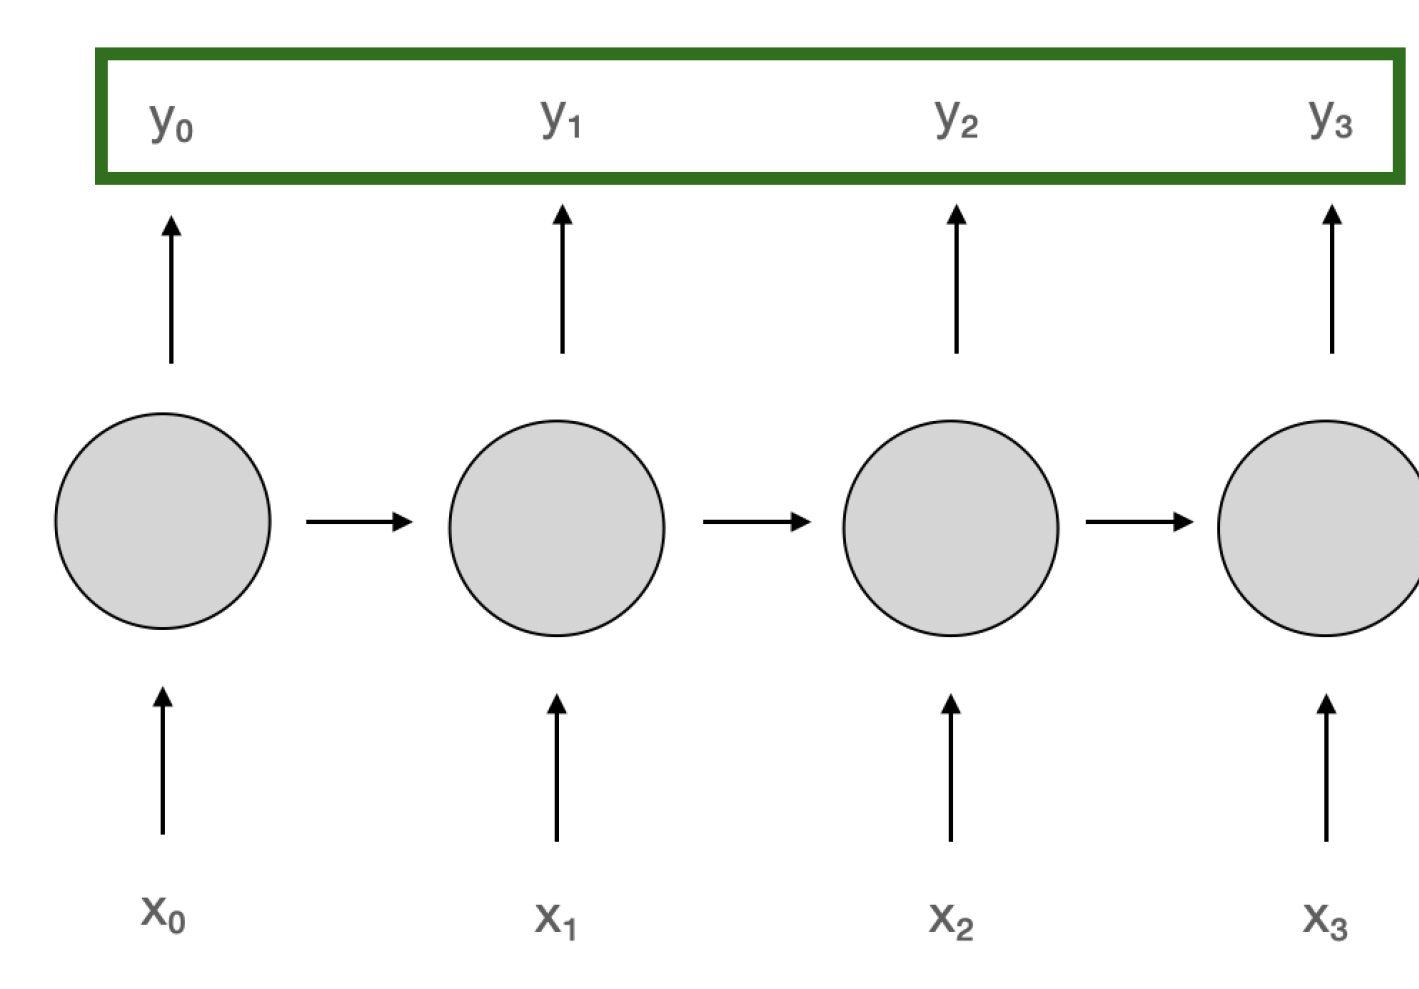 y₀ y₁ y₂ y₃
x₀ x₁ x₂ x₃